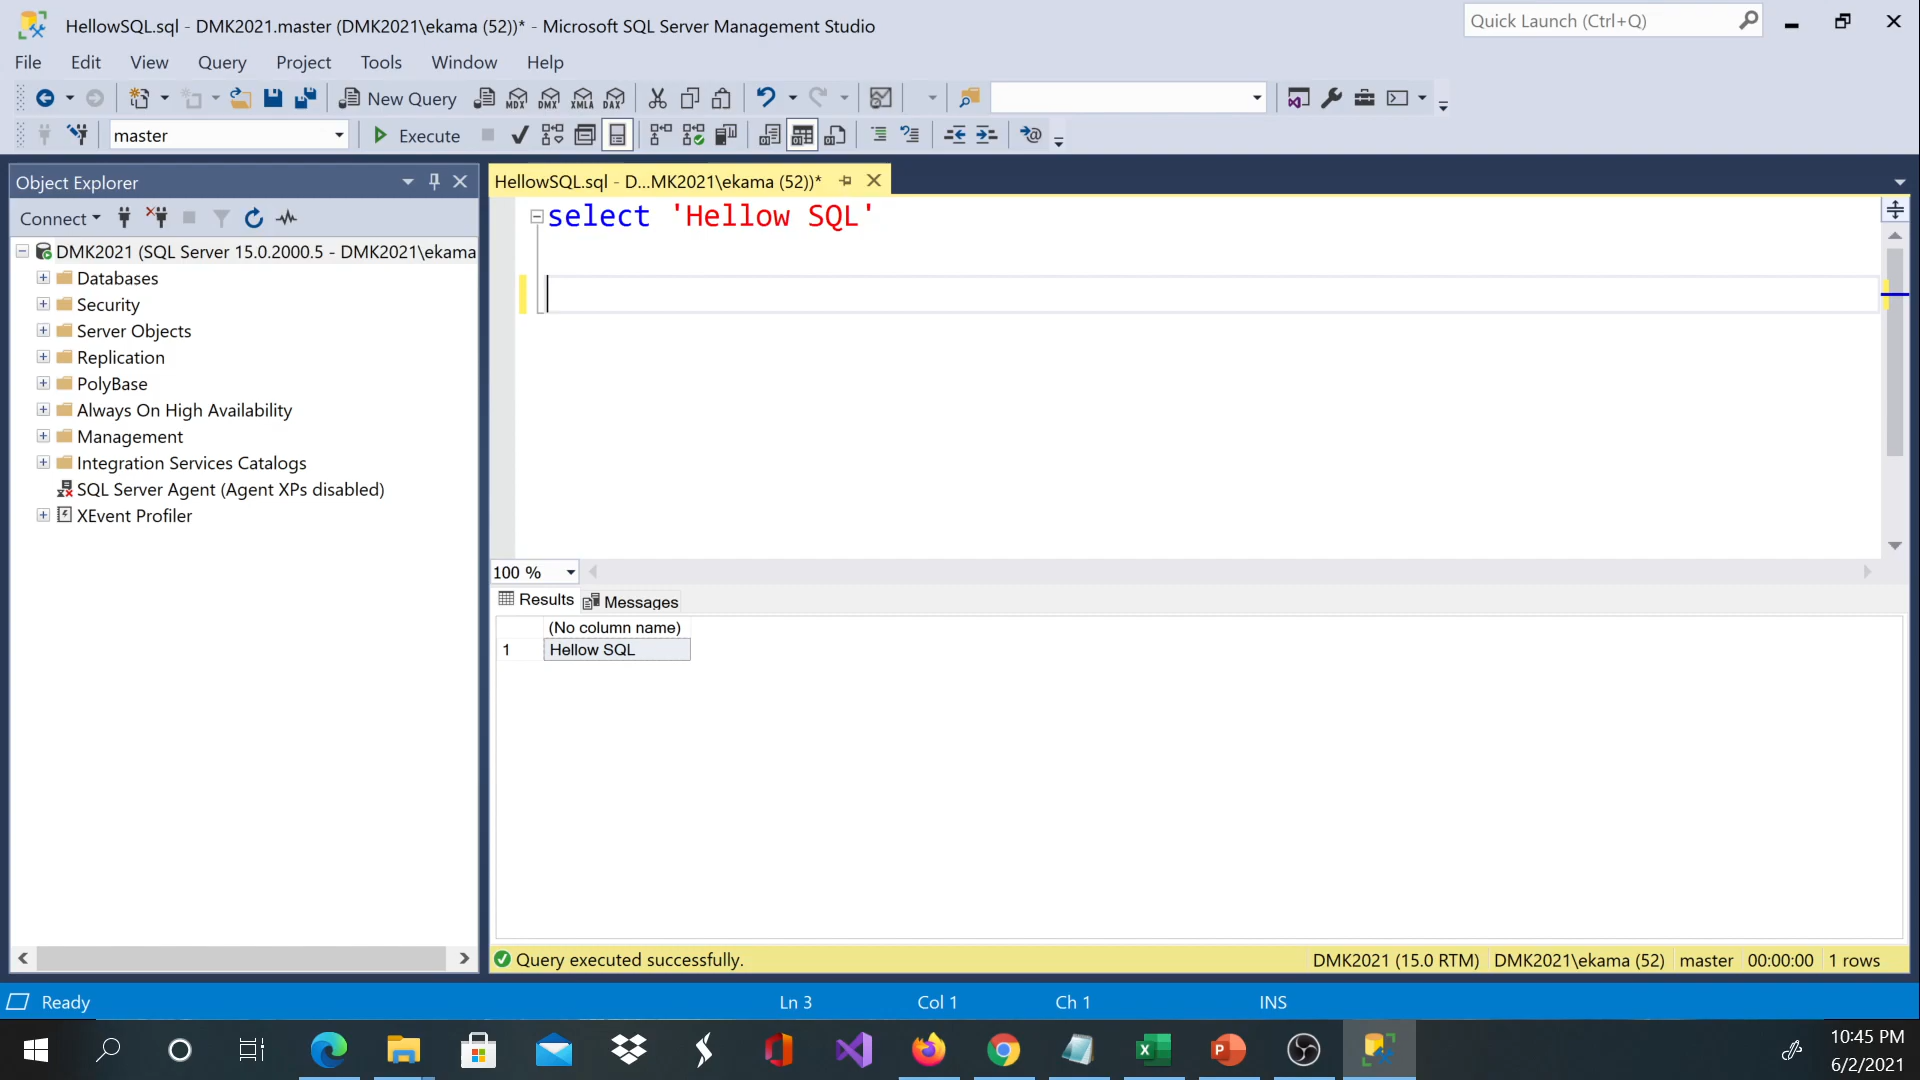 HellowSQL.sql - DMK2021.master (DMK2021\ekama (52))* - Microsoft SQL Server Management Studio
Quick Launch (Ctrl+Q)
File Edit View Query Project Tools Window Help
New Query MDX DMX XMLA DAX
master Execute
Object Explorer
HellowSQL.sql - D...MK2021\ekama (52))*
Connect
DMK2021 (SQL Server 15.0.2000.5 - DMK2021\ekama
Databases
Security
Server Objects
Replication
PolyBase
Always On High Availability
Management
Integration Services Catalogs
SQL Server Agent (Agent XPs disabled)
XEvent Profiler
select 'Hellow SQL'
100 %
Results Messages
(No column name)
1 Hellow SQL
Query executed successfully.
DMK2021 (15.0 RTM) DMK2021\ekama (52) master 00:00:00 1 rows
Ready Ln 3 Col 1 Ch 1 INS
10:45 PM
6/2/2021